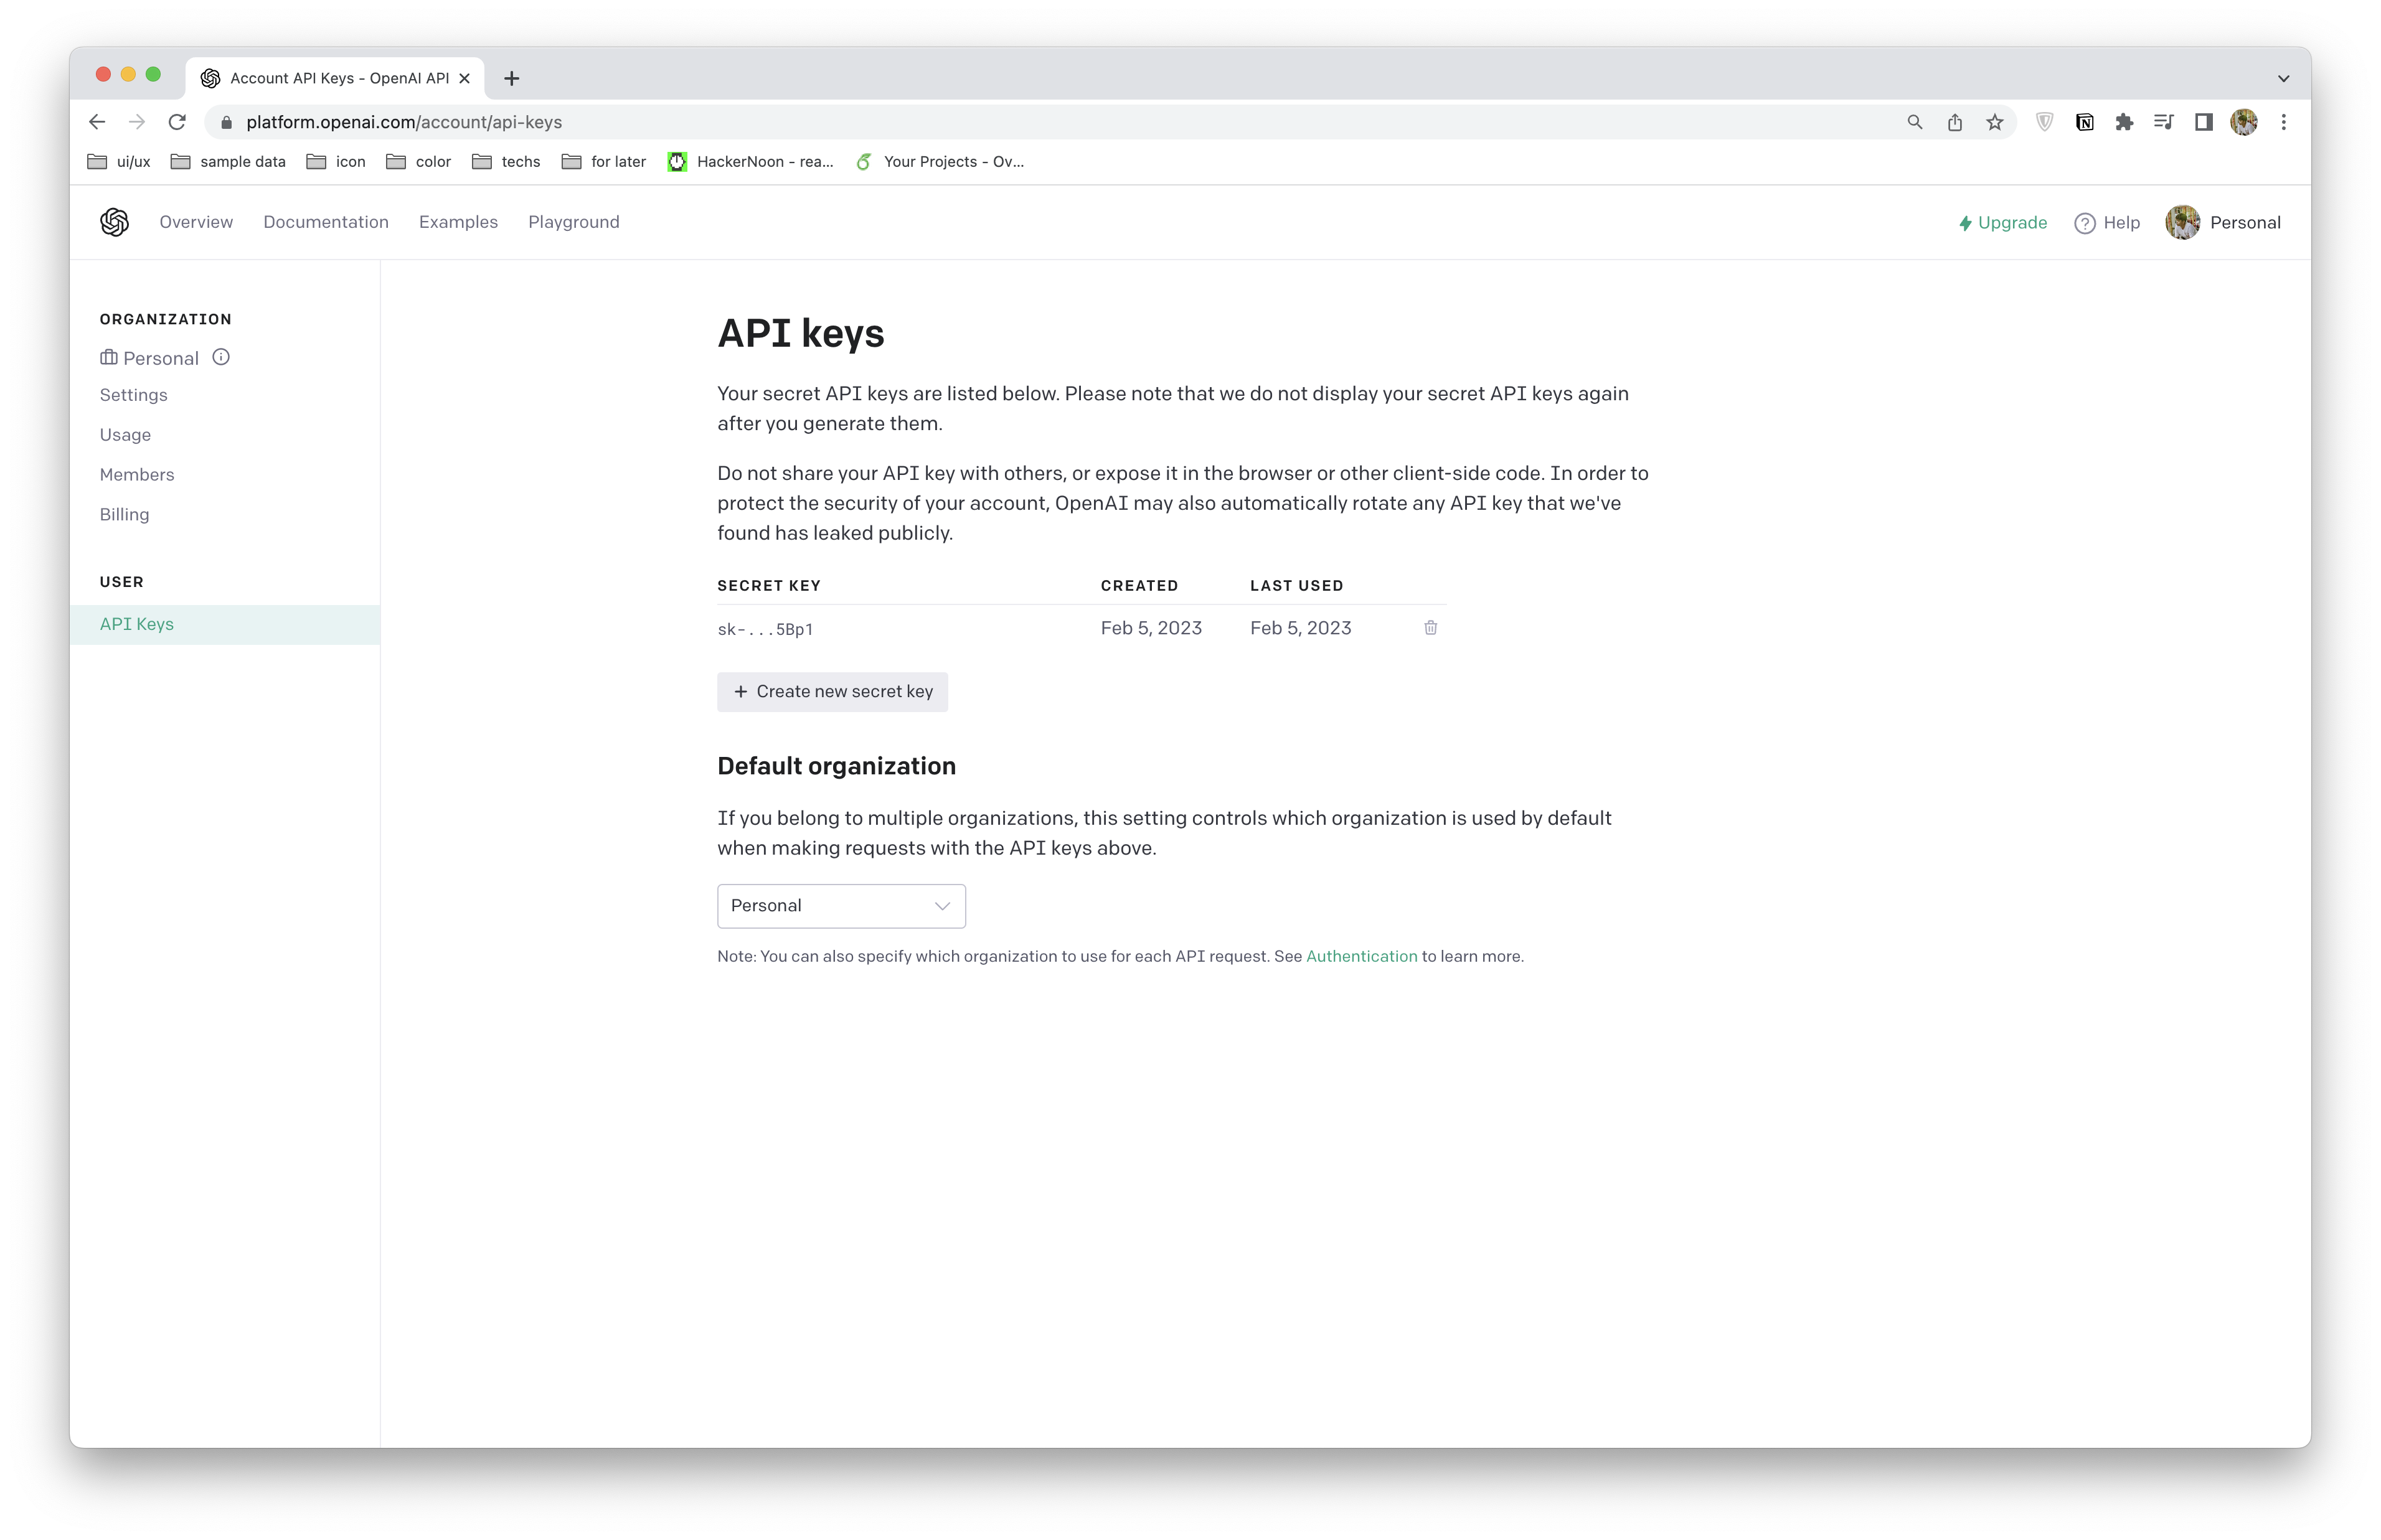 Account API Keys - OpenAI API
platform.openai.com/account/api-keys
ui/ux
sample data
icon
color
techs
for later
HackerNoon - rea...
Your Projects - Ov...
Overview
Documentation
Examples
Playground
Upgrade
Help
Personal
ORGANIZATION
Personal
Settings
Usage
Members
Billing
USER
API Keys
API keys
Your secret API keys are listed below. Please note that we do not display your secret API keys again
after you generate them.
Do not share your API key with others, or expose it in the browser or other client-side code. In order to
protect the security of your account, OpenAI may also automatically rotate any API key that we've
found has leaked publicly.
SECRET KEY CREATED LAST USED
sk-...5Bp1 Feb 5, 2023 Feb 5, 2023
+ Create new secret key
Default organization
If you belong to multiple organizations, this setting controls which organization is used by default
when making requests with the API keys above.
Personal
Note: You can also specify which organization to use for each API request. See Authentication to learn more.